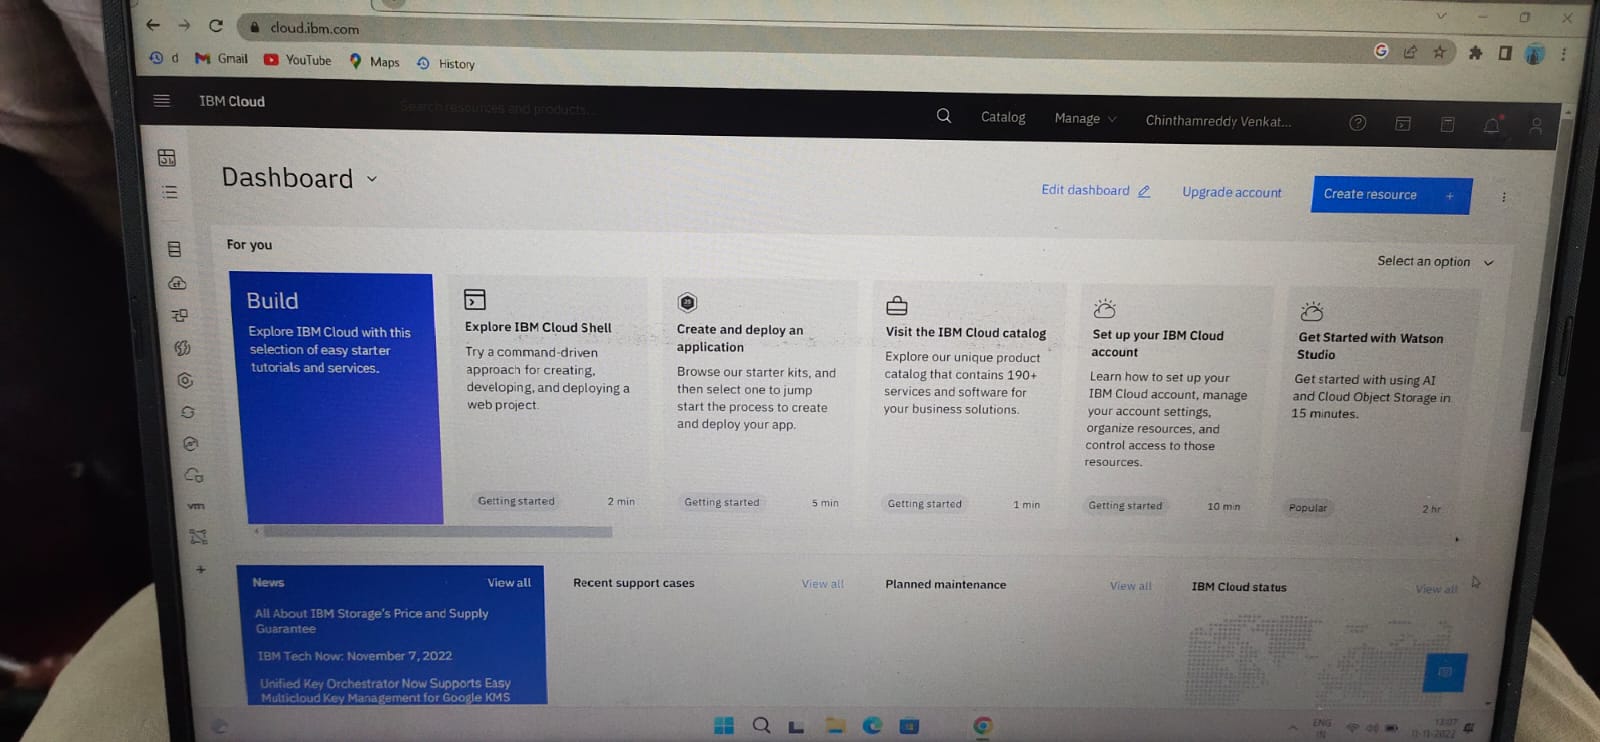 cloud.ibm.com
d Gmail YouTube Maps History
IBM Cloud Search resources and products... Catalog Manage Chinthamreddy Venkat...
Dashboard
Edit dashboard Upgrade account Create resource +
For you
Select an option
Build
Explore IBM Cloud with this
selection of easy starter
tutorials and services.
Explore IBM Cloud Shell
Try a command-driven
approach for creating,
developing, and deploying a
web project.
Getting started 2 min
Create and deploy an
application
Browse our starter kits, and
then select one to jump
start the process to create
and deploy your app.
Getting started 5 min
Visit the IBM Cloud catalog
Explore our unique product
catalog that contains 190+
services and software for
your business solutions.
Getting started 1 min
Set up your IBM Cloud
account
Learn how to set up your
IBM Cloud account, manage
your account settings,
organize resources, and
control access to those
resources.
Getting started 10 min
Get Started with Watson
Studio
Get started with using AI
and Cloud Object Storage in
15 minutes.
Popular 2 hr
vm
News View all
All About IBM Storage's Price and Supply
Guarantee
IBM Tech Now: November 7, 2022
Unified Key Orchestrator Now Supports Easy
Multicloud Key Management for Google KMS
Recent support cases View all
Planned maintenance View all
IBM Cloud status View all
ENG
IN
13:07
11-11-2022